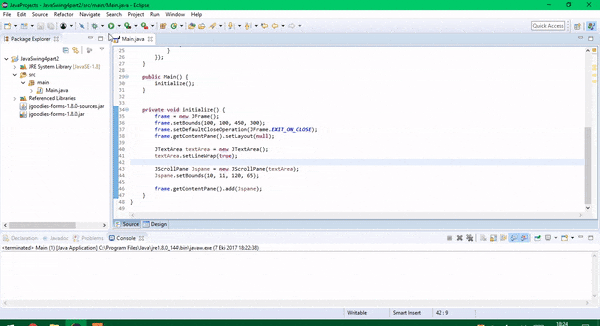 JavaProjects - JavaSwing4part2/src/main/Main.java - Eclipse
File Edit Source Refactor Navigate Search Project Run Window Help
Quick Access
Package Explorer
Main.java
JavaSwing4part2
JRE System Library [JavaSE-1.8]
src
main
Main.java
Referenced Libraries
jgoodies-forms-1.8.0-sources.jar
jgoodies-forms-1.8.0.jar
25 }
26 });
27 }
28
29 public Main() {
30 initialize();
31 }
32
33
34 private void initialize() {
35 frame = new JFrame();
36 frame.setBounds(100, 100, 450, 300);
37 frame.setDefaultCloseOperation(JFrame.EXIT_ON_CLOSE);
38 frame.getContentPane().setLayout(null);
39
40 JTextArea textArea = new JTextArea();
41 textArea.setLineWrap(true);
42
43 JScrollPane Jspane = new JScrollPane(textArea);
44 Jspane.setBounds(10, 11, 120, 65);
45
46 frame.getContentPane().add(Jspane);
47 }
48 }
49
Source Design
Declaration Javadoc Problems Console
<terminated> Main (1) [Java Application] C:\Program Files\Java\jre1.8.0_144\bin\javaw.exe (7 Eki 2017 18:22:38)
Writable Smart Insert 42 : 9
18:24